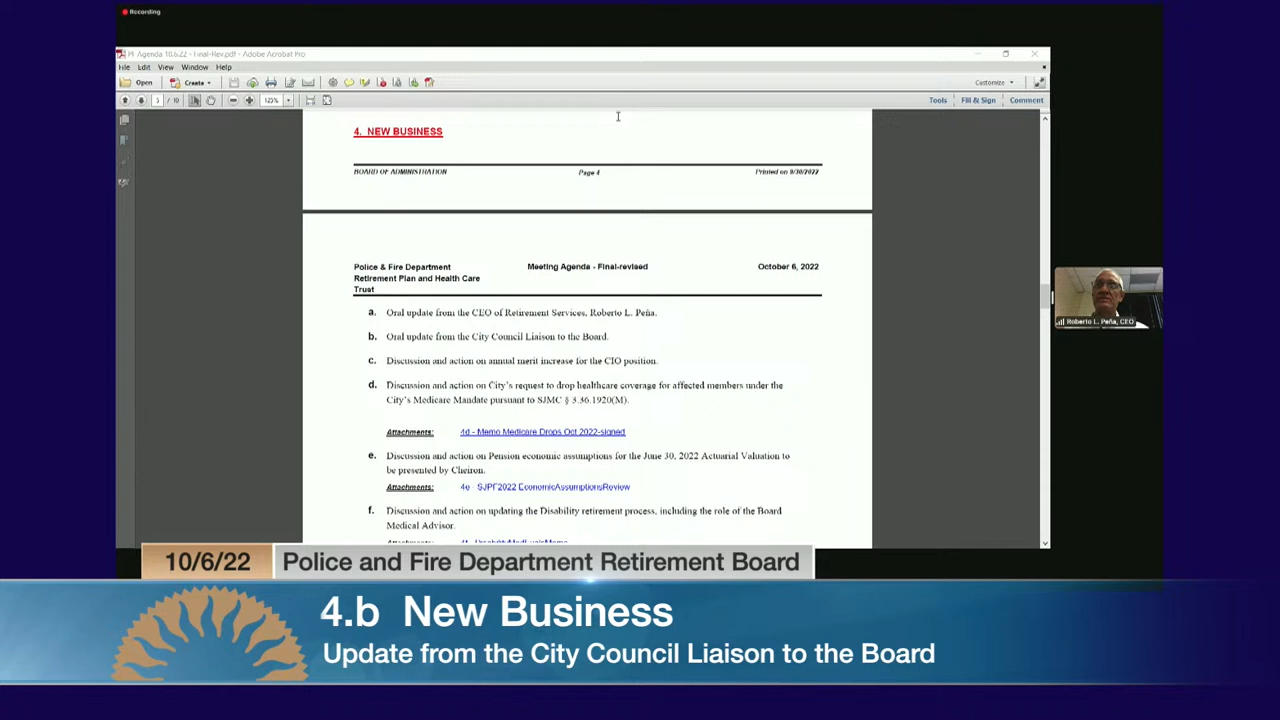 Recording
PF Agenda 10.6.22 - Final-Rev.pdf - Adobe Acrobat Pro
File Edit View Window Help
Open Create Customize
5 / 10 125% Tools Fill & Sign Comment
4. NEW BUSINESS
BOARD OF ADMINISTRATION Page 4 Printed on 9/30/2022
Police & Fire Department Meeting Agenda - Final-revised October 6, 2022
Retirement Plan and Health Care
Trust
a. Oral update from the CEO of Retirement Services, Roberto L. Peña.
b. Oral update from the City Council Liaison to the Board.
c. Discussion and action on annual merit increase for the CIO position.
d. Discussion and action on City's request to drop healthcare coverage for affected members under the
City's Medicare Mandate pursuant to SJMC § 3.36.1920(M).
Attachments: 4d - Memo Medicare Drops Oct 2022-signed
e. Discussion and action on Pension economic assumptions for the June 30, 2022 Actuarial Valuation to
be presented by Cheiron.
Attachments: 4e - SJPF2022 EconomicAssumptionsReview
f. Discussion and action on updating the Disability retirement process, including the role of the Board
Medical Advisor.
Roberto L. Peña, CEO
10/6/22 Police and Fire Department Retirement Board
4.b New Business
Update from the City Council Liaison to the Board